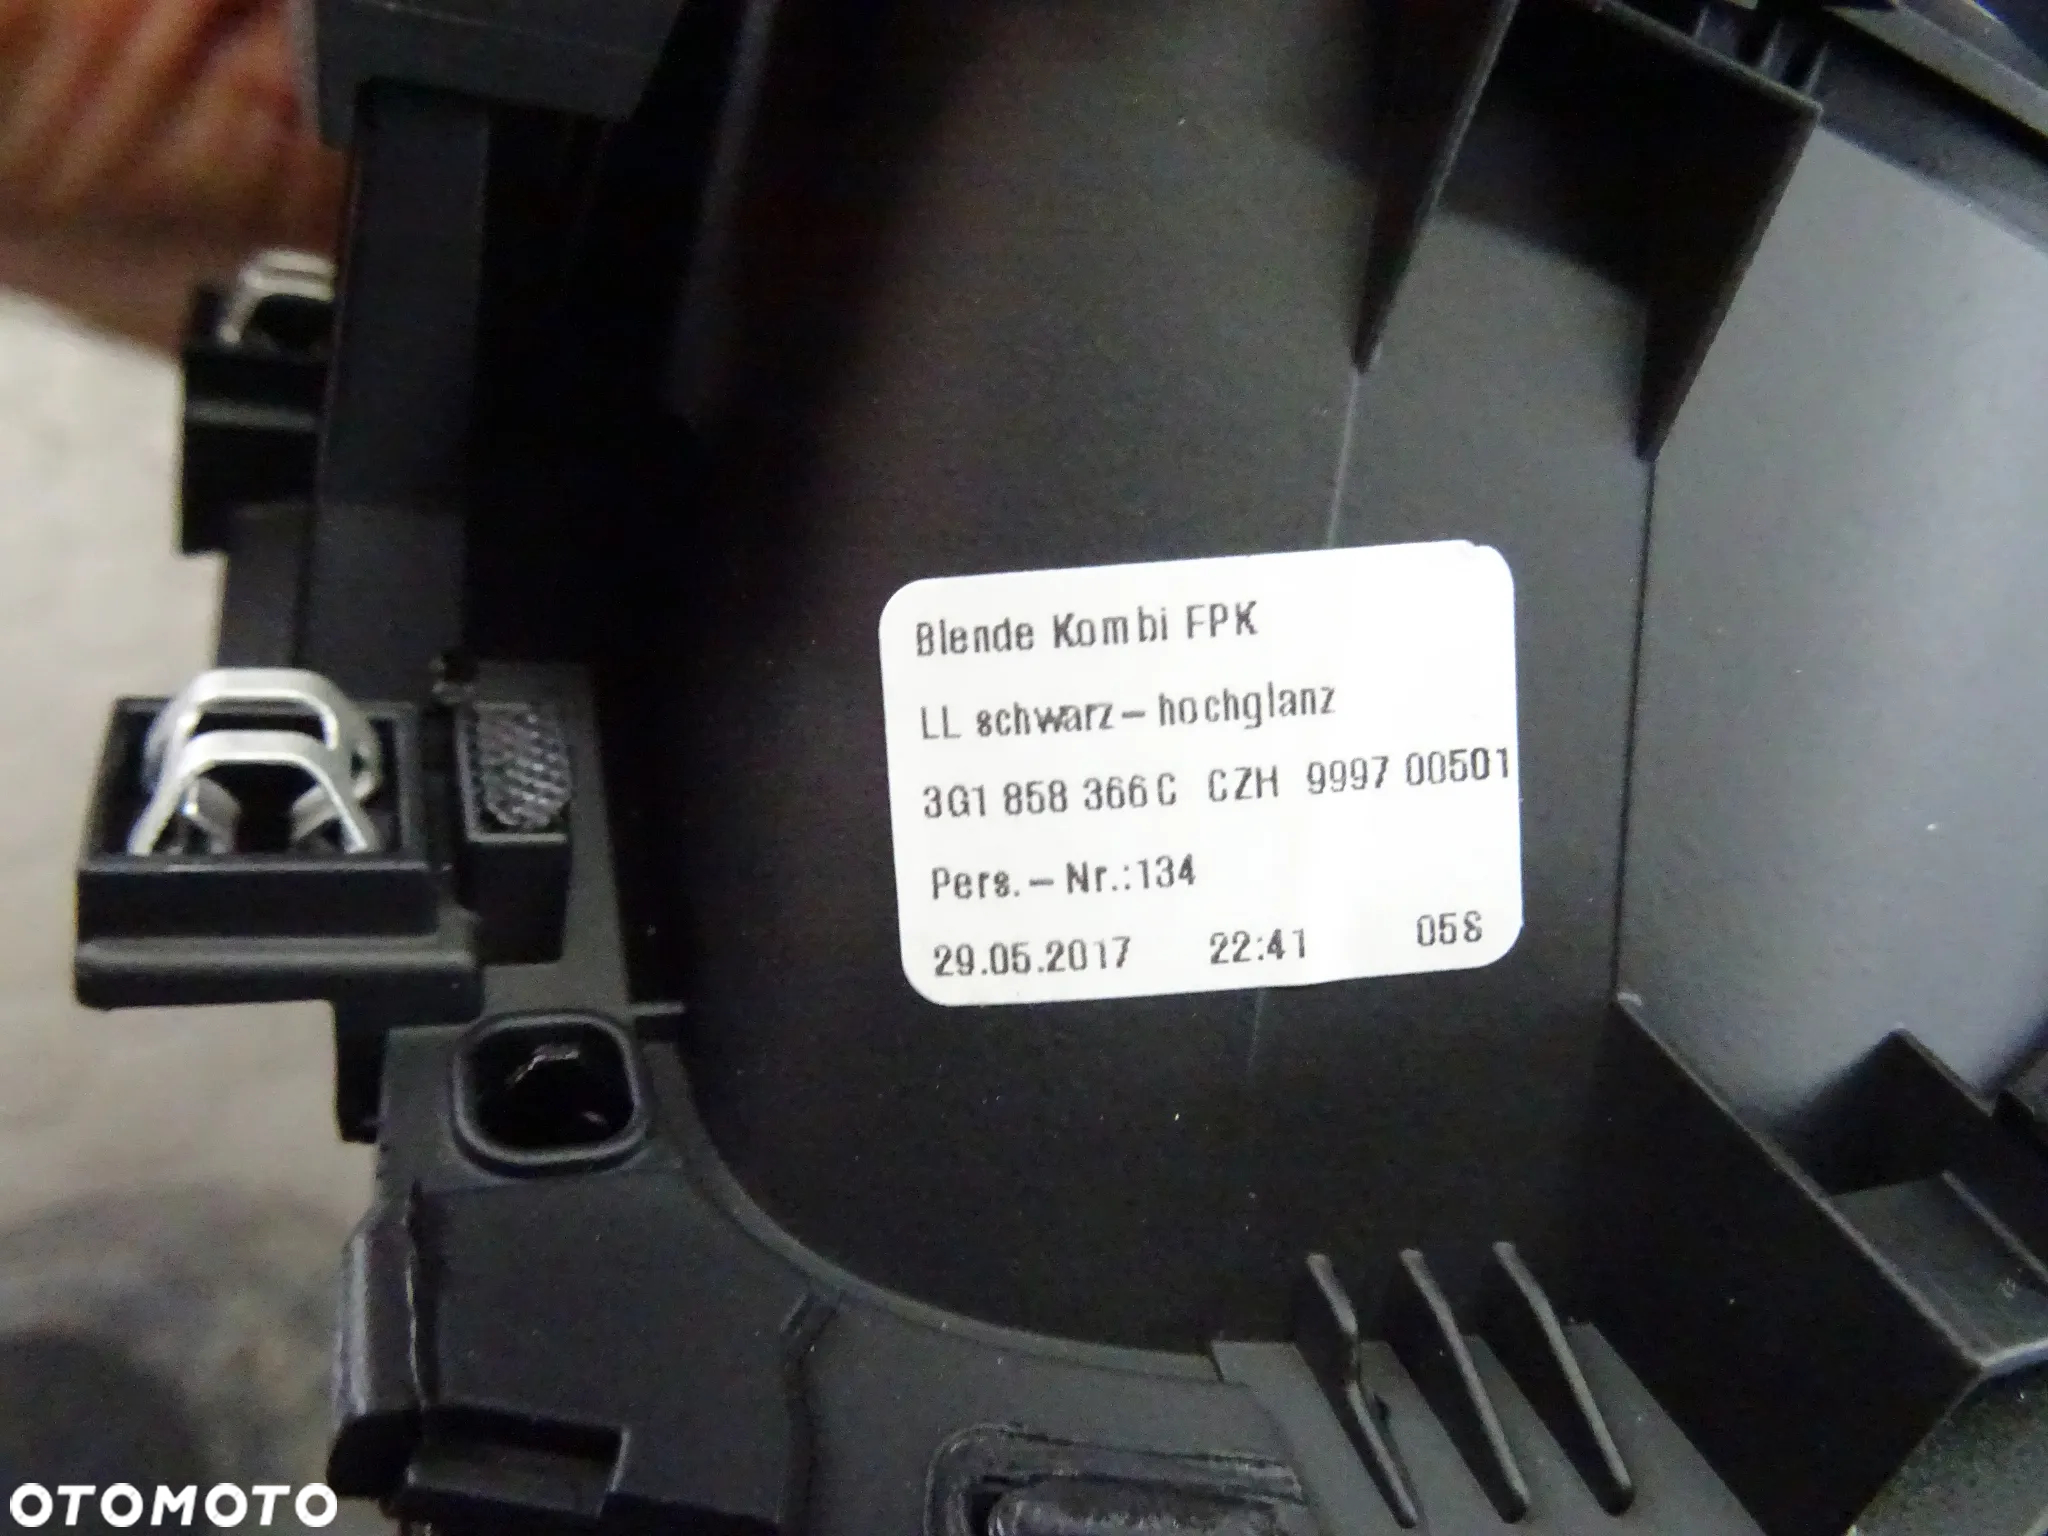 Blende Kombi FPK
LL schwarz-hochglanz
3G1 858 366 C CZH 9997 00501
Pers.-Nr.:134
29.05.2017 22:41 05S
OTOMOTO